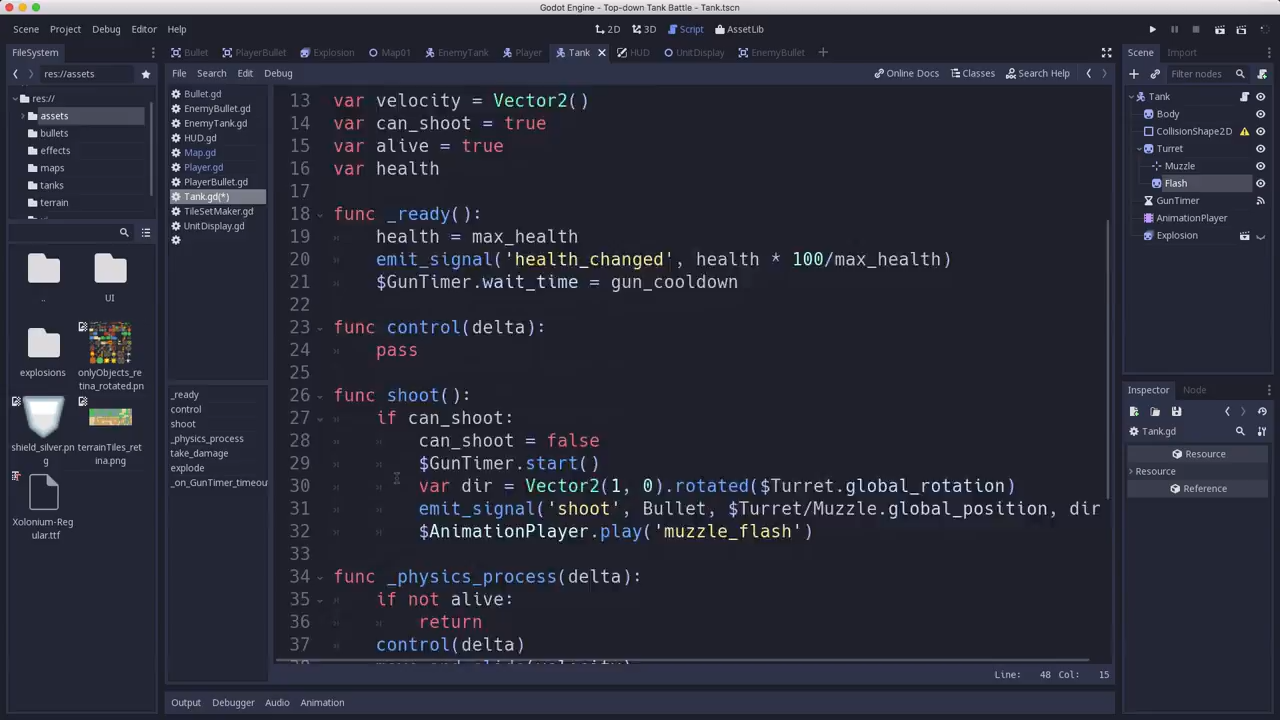 Godot Engine - Top-down Tank Battle - Tank.tscn
Scene Project Debug Editor Help
2D 3D Script AssetLib
FileSystem
Bullet PlayerBullet Explosion Map01 EnemyTank Player Tank HUD UnitDisplay EnemyBullet
Scene Import
res://assets
File Search Edit Debug
Online Docs Classes Search Help
Filter nodes
res://
assets
bullets
effects
maps
tanks
terrain
..
UI
explosions
onlyObjects_re
tina_rotated.pn
shield_silver.pn
g
terrainTiles_ret
ina.png
Xolonium-Reg
ular.ttf
Bullet.gd
EnemyBullet.gd
EnemyTank.gd
HUD.gd
Map.gd
Player.gd
PlayerBullet.gd
Tank.gd(*)
TileSetMaker.gd
UnitDisplay.gd
_ready
control
shoot
_physics_process
take_damage
explode
_on_GunTimer_timeout
13 var velocity = Vector2()
14 var can_shoot = true
15 var alive = true
16 var health
17
18 func _ready():
19 health = max_health
20 emit_signal('health_changed', health * 100/max_health)
21 $GunTimer.wait_time = gun_cooldown
22
23 func control(delta):
24 pass
25
26 func shoot():
27 if can_shoot:
28 can_shoot = false
29 $GunTimer.start()
30 var dir = Vector2(1, 0).rotated($Turret.global_rotation)
31 emit_signal('shoot', Bullet, $Turret/Muzzle.global_position, dir
32 $AnimationPlayer.play('muzzle_flash')
33
34 func _physics_process(delta):
35 if not alive:
36 return
37 control(delta)
move_and_slide(velocity)
Line: 48 Col: 15
Tank
Body
CollisionShape2D
Turret
Muzzle
Flash
GunTimer
AnimationPlayer
Explosion
Inspector Node
Tank.gd
Resource
Resource
Reference
Output Debugger Audio Animation